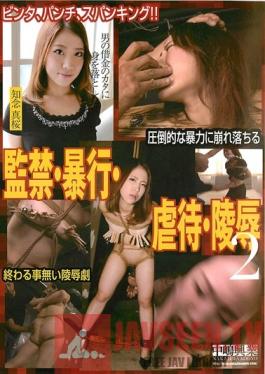 ビンタ、パンチ、スパンキング!!
男の借金のカタに
身を落とし
知念真桜
圧倒的な暴力に崩れ落ちる
監禁・暴行・
虐待・陵辱
2
終わる事無い陵辱劇